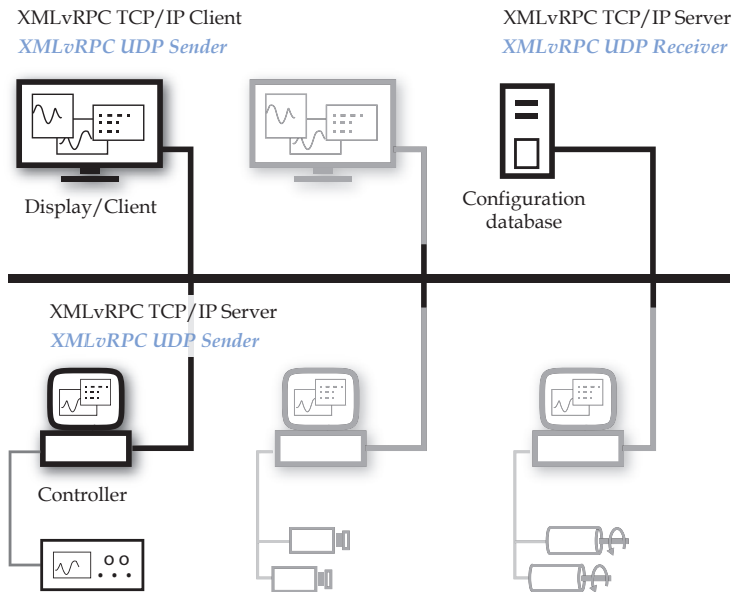 XMLvRPC TCP/IP Client
XMLvRPC UDP Sender
XMLvRPC TCP/IP Server
XMLvRPC UDP Receiver
Display/Client
Configuration
database
XMLvRPC TCP/IP Server
XMLvRPC UDP Sender
Controller